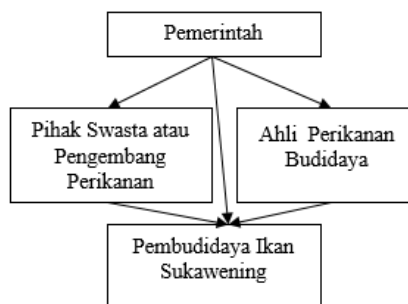 Pemerintah
Pihak Swasta atau
Pengembang
Perikanan
Ahli Perikanan
Budidaya
Pembudidaya Ikan
Sukawening